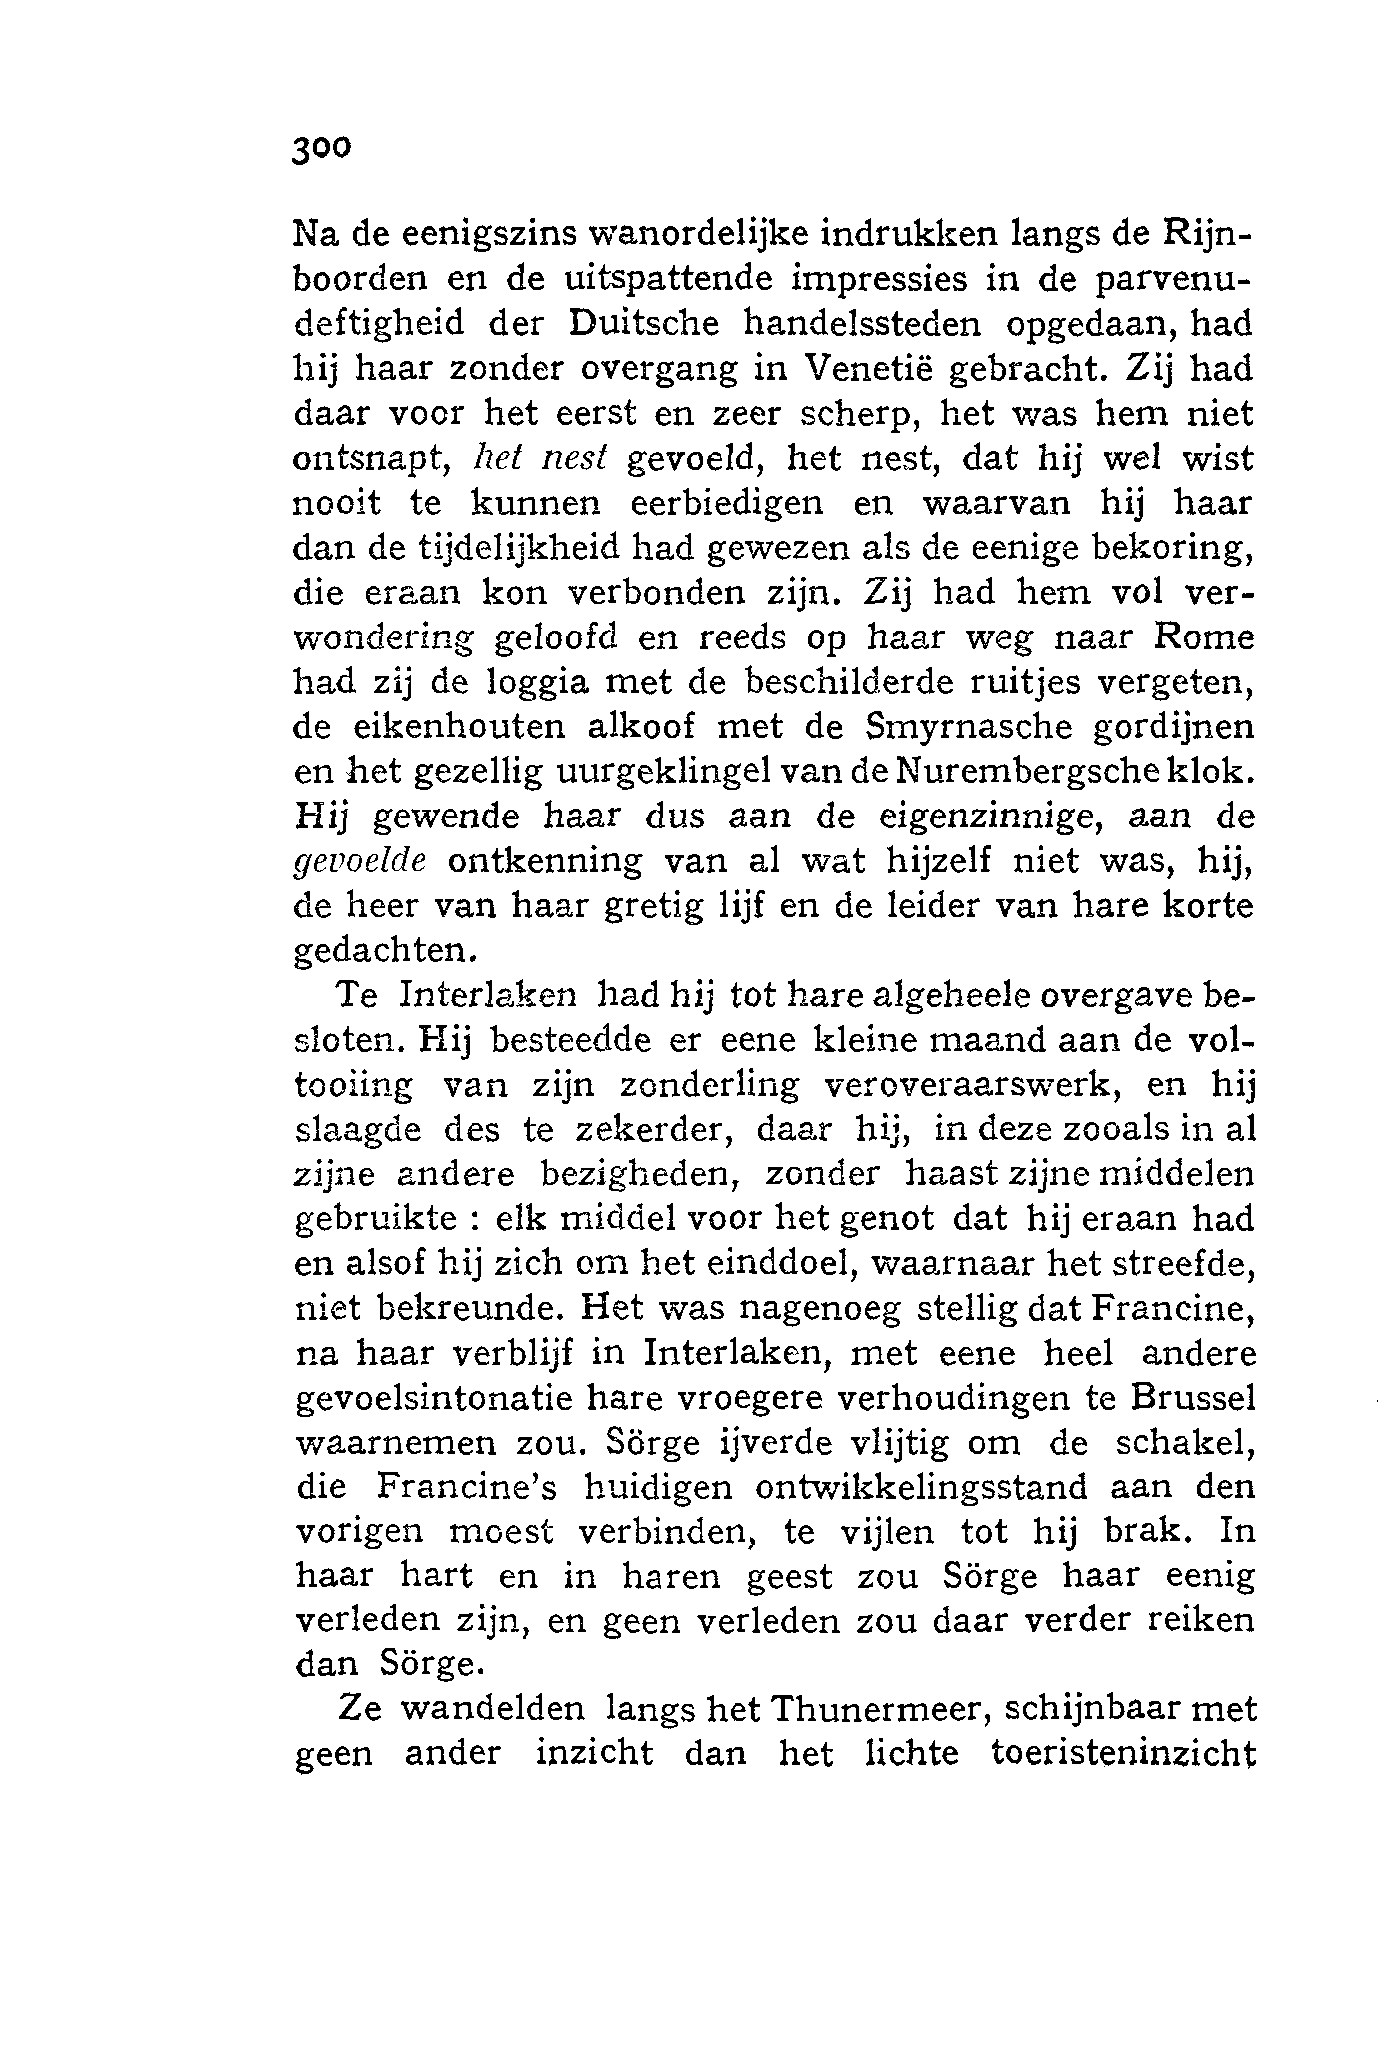 300
Na de eenigszins wanordelijke indrukken langs de Rijn-
boorden en de uitspattende impressies in de parvenu-
deftigheid der Duitsche handelssteden opgedaan, had
hij haar zonder overgang in Venetië gebracht. Zij had
daar voor het eerst en zeer scherp, het was hem niet
ontsnapt, het nest gevoeld, het nest, dat hij wel wist
nooit te kunnen eerbiedigen en waarvan hij haar
dan de tijdelijkheid had gewezen als de eenige bekoring,
die eraan kon verbonden zijn. Zij had hem vol ver-
wondering geloofd en reeds op haar weg naar Rome
had zij de loggia met de beschilderde ruitjes vergeten,
de eikenhouten alkoof met de Smyrnasche gordijnen
en het gezellig uurgeklingel van de Nurembergsche klok.
Hij gewende haar dus aan de eigenzinnige, aan de
gevoelde ontkenning van al wat hijzelf niet was, hij,
de heer van haar gretig lijf en de leider van hare korte
gedachten.
Te Interlaken had hij tot hare algeheele overgave be-
sloten. Hij besteedde er eene kleine maand aan de vol-
tooiing van zijn zonderling veroveraarswerk, en hij
slaagde des te zekerder, daar hij, in deze zooals in al
zijne andere bezigheden, zonder haast zijne middelen
gebruikte : elk middel voor het genot dat hij eraan had
en alsof hij zich om het einddoel, waarnaar het streefde,
niet bekreunde. Het was nagenoeg stellig dat Francine,
na haar verblijf in Interlaken, met eene heel andere
gevoelsintonatie hare vroegere verhoudingen te Brussel
waarnemen zou. Sörge ijverde vlijtig om de schakel,
die Francine's huidigen ontwikkelingsstand aan den
vorigen moest verbinden, te vijlen tot hij brak. In
haar hart en in haren geest zou Sörge haar eenig
verleden zijn, en geen verleden zou daar verder reiken
dan Sörge.
Ze wandelden langs het Thunermeer, schijnbaar met
geen ander inzicht dan het lichte toeristeninzicht